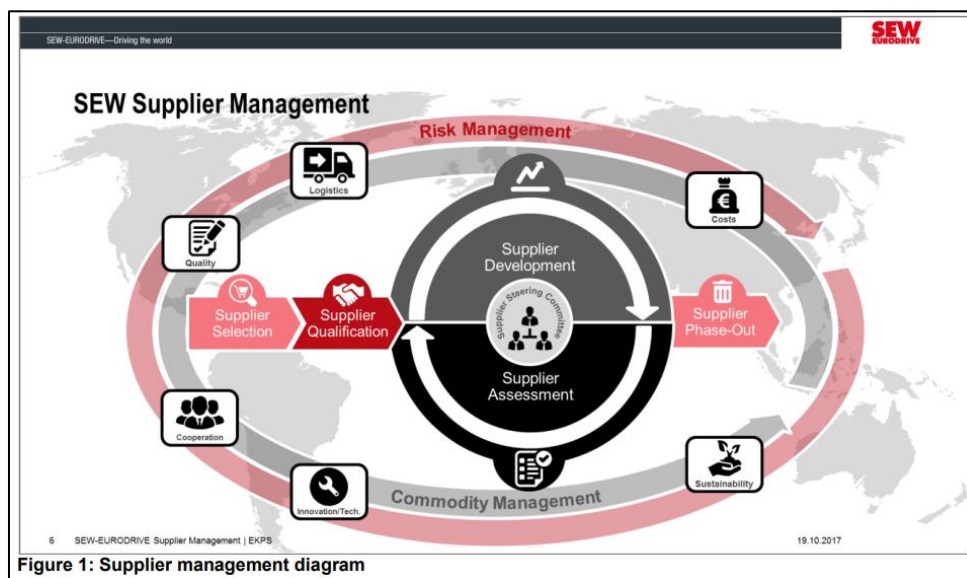 SEW-EURODRIVE—Driving the world
SEW
EURODRIVE
SEW Supplier Management
Risk Management
Logistics
Costs
Quality
Supplier
Development
Supplier Steering Committee
Supplier
Selection
Supplier
Qualification
Supplier
Phase-Out
Supplier
Assessment
Cooperation
Innovation/Tech.
Sustainability
Commodity Management
6 SEW-EURODRIVE Supplier Management | EKPS
19.10.2017
Figure 1: Supplier management diagram